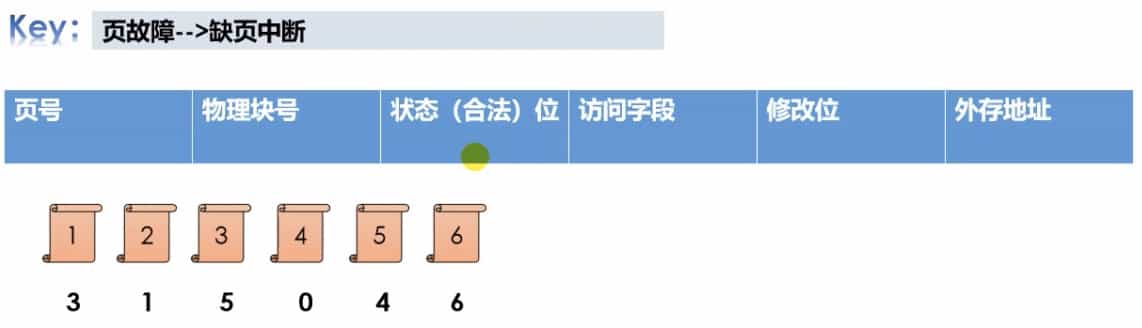 Key: 页故障-->缺页中断
页号 物理块号 状态（合法）位 访问字段 修改位 外存地址
1 2 3 4 5 6
3 1 5 0 4 6